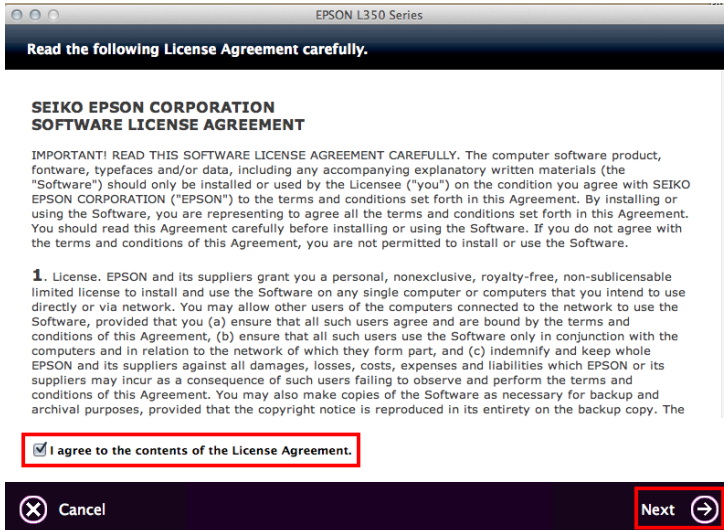 EPSON L350 Series
Read the following License Agreement carefully.
SEIKO EPSON CORPORATION
SOFTWARE LICENSE AGREEMENT
IMPORTANT! READ THIS SOFTWARE LICENSE AGREEMENT CAREFULLY. The computer software product,
fontware, typefaces and/or data, including any accompanying explanatory written materials (the
"Software") should only be installed or used by the Licensee ("you") on the condition you agree with SEIKO
EPSON CORPORATION ("EPSON") to the terms and conditions set forth in this Agreement. By installing or
using the Software, you are representing to agree all the terms and conditions set forth in this Agreement.
You should read this Agreement carefully before installing or using the Software. If you do not agree with
the terms and conditions of this Agreement, you are not permitted to install or use the Software.
1. License. EPSON and its suppliers grant you a personal, nonexclusive, royalty-free, non-sublicensable
limited license to install and use the Software on any single computer or computers that you intend to use
directly or via network. You may allow other users of the computers connected to the network to use the
Software, provided that you (a) ensure that all such users agree and are bound by the terms and
conditions of this Agreement, (b) ensure that all such users use the Software only in conjunction with the
computers and in relation to the network of which they form part, and (c) indemnify and keep whole
EPSON and its suppliers against all damages, losses, costs, expenses and liabilities which EPSON or its
suppliers may incur as a consequence of such users failing to observe and perform the terms and
conditions of this Agreement. You may also make copies of the Software as necessary for backup and
archival purposes, provided that the copyright notice is reproduced in its entirety on the backup copy. The
I agree to the contents of the License Agreement.
Cancel
Next